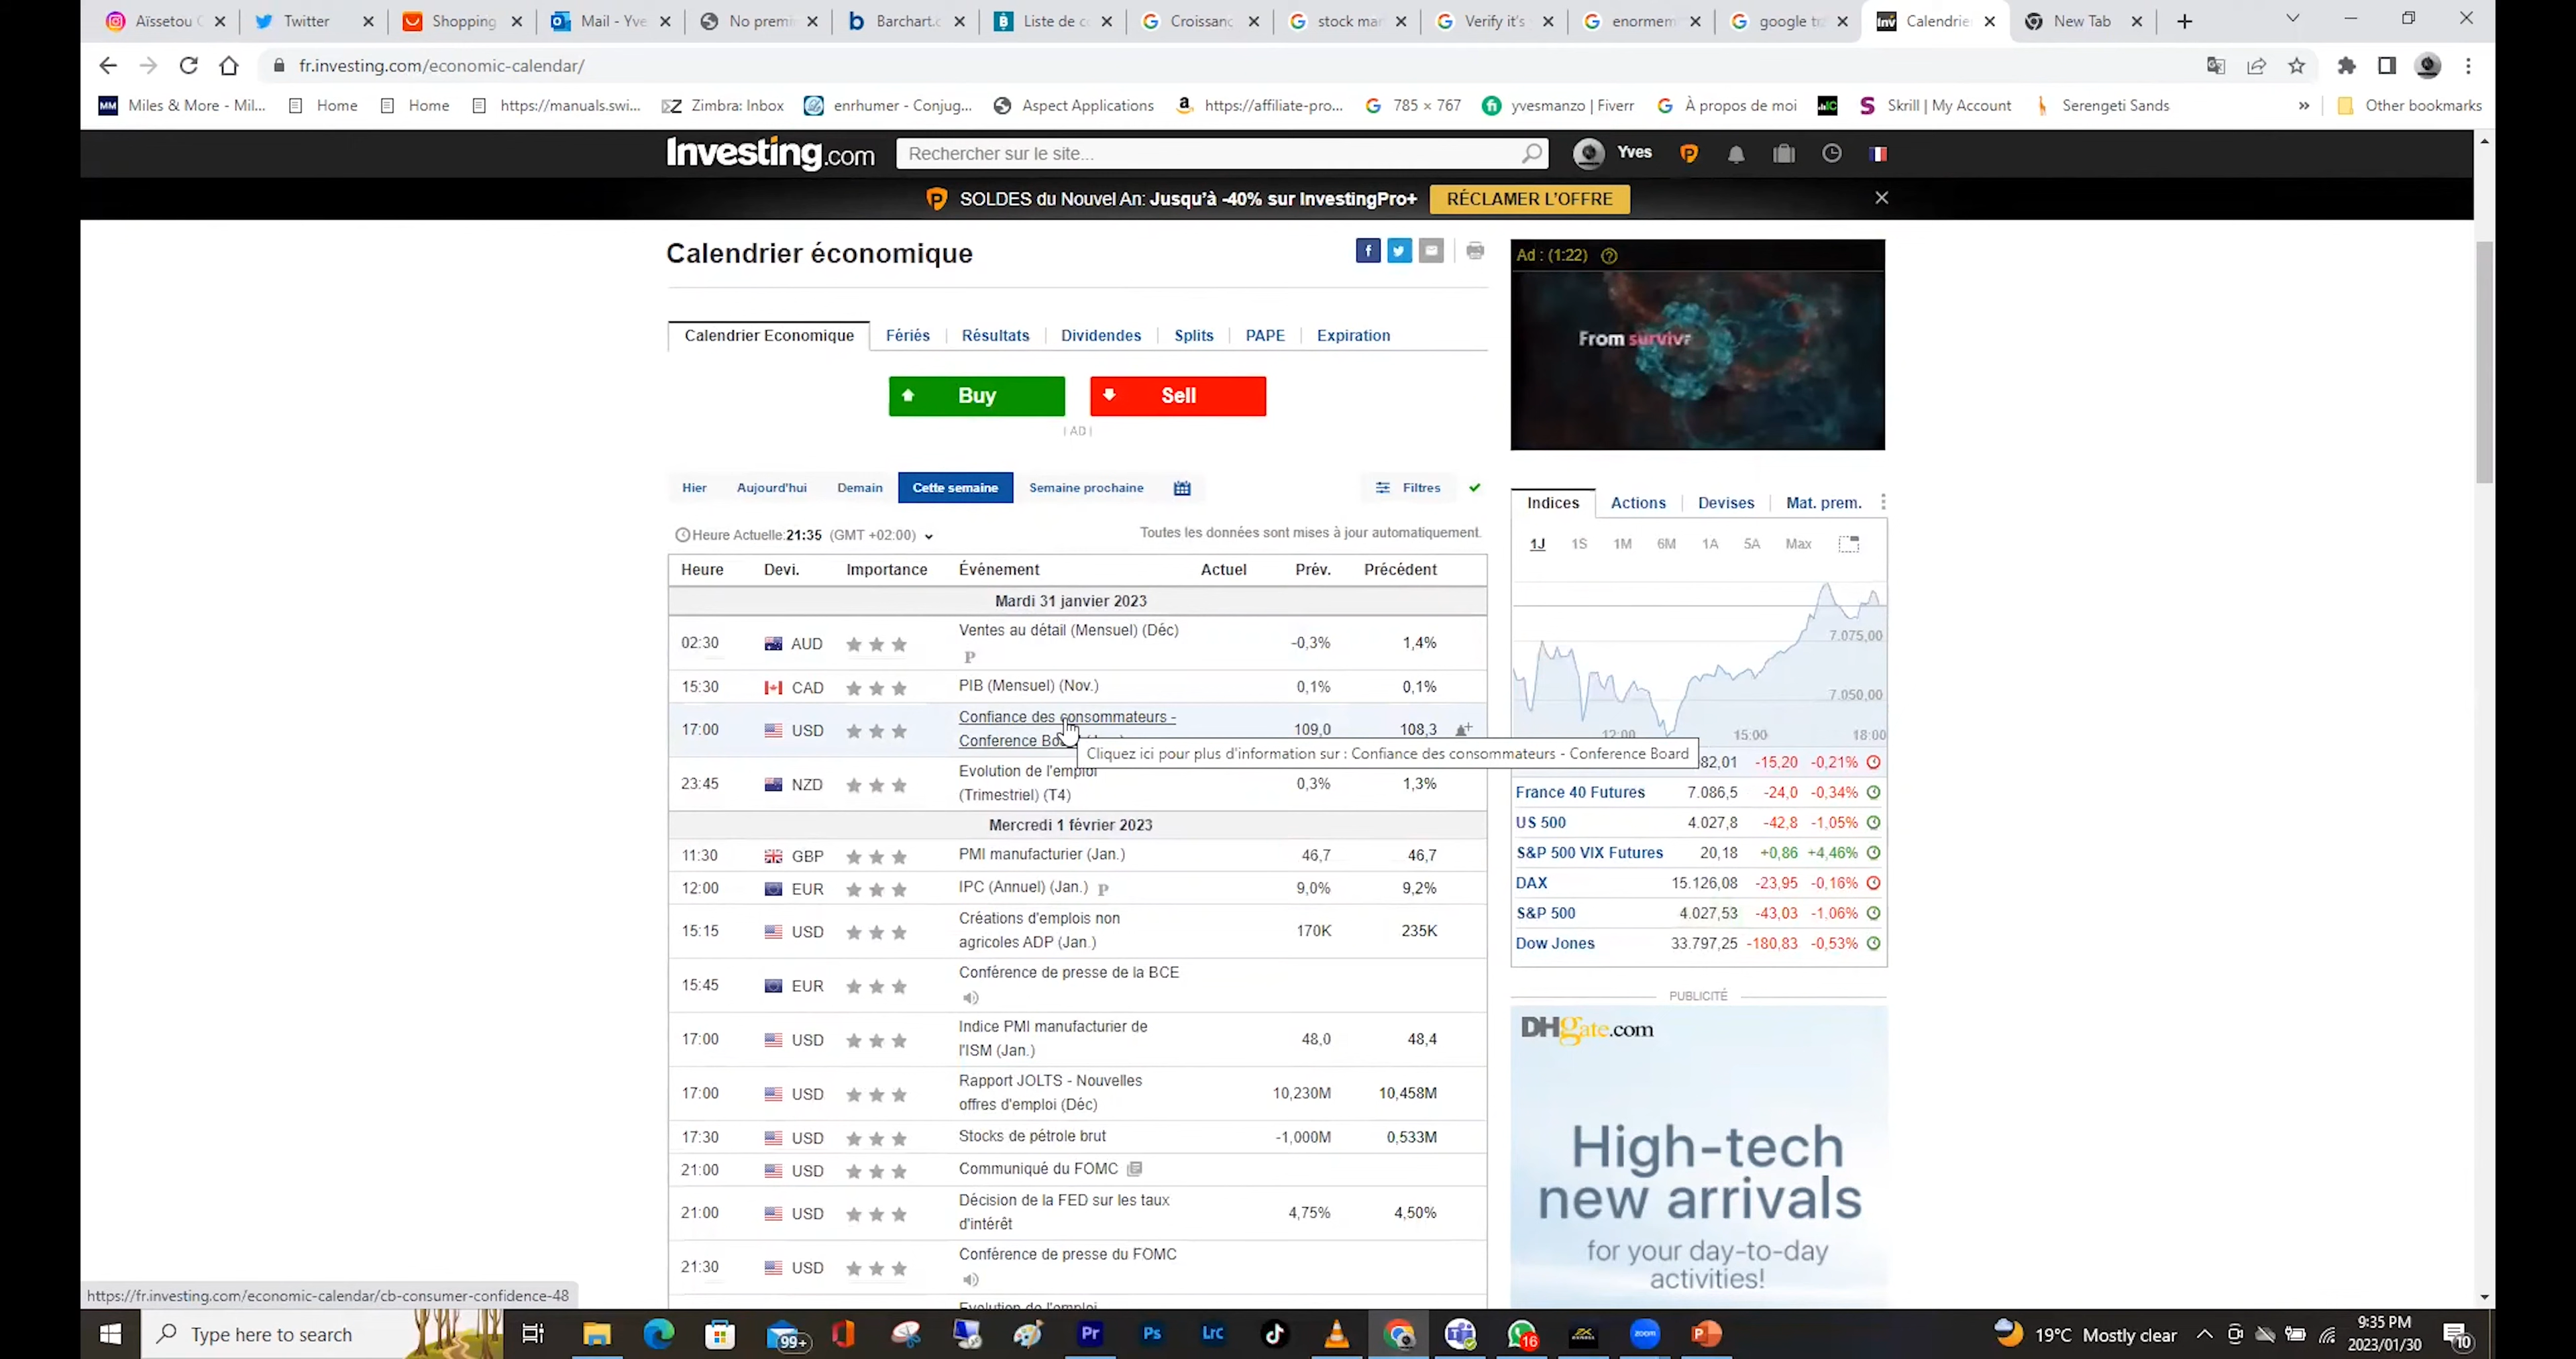 Aïssetou
Twitter
Shopping
Mail - Yve
No premi
Barchart.c
Liste de c
Croissanc
stock mar
Verify it's
enormem
google tr
Calendrie
New Tab
fr.investing.com/economic-calendar/
Miles & More - Mil...
Home
Home
https://manuals.swi...
Zimbra: Inbox
enrhumer - Conjug...
Aspect Applications
https://affiliate-pro...
785 × 767
yvesmanzo | Fiverr
À propos de moi
Skrill | My Account
Serengeti Sands
»
Other bookmarks
Investing.com
Rechercher sur le site...
Yves
SOLDES du Nouvel An: Jusqu'à -40% sur InvestingPro+
RÉCLAMER L'OFFRE
Calendrier économique
Calendrier Economique
Fériés
Résultats
Dividendes
Splits
PAPE
Expiration
Buy
Sell
| AD |
Hier
Aujourd'hui
Demain
Cette semaine
Semaine prochaine
Filtres
Heure Actuelle:21:35 (GMT +02:00)
Toutes les données sont mises à jour automatiquement.
Heure Devi. Importance Événement Actuel Prév. Précédent
Mardi 31 janvier 2023
02:30 AUD Ventes au détail (Mensuel) (Déc) P -0,3% 1,4%
15:30 CAD PIB (Mensuel) (Nov.) 0,1% 0,1%
17:00 USD Confiance des consommateurs -
Conference 109,0 108,3
Cliquez ici pour plus d'information sur : Confiance des consommateurs - Conference Board
23:45 NZD Evolution de l'emploi
(Trimestriel) (T4) 0,3% 1,3%
Mercredi 1 février 2023
11:30 GBP PMI manufacturier (Jan.) 46,7 46,7
12:00 EUR IPC (Annuel) (Jan.) P 9,0% 9,2%
15:15 USD Créations d'emplois non
agricoles ADP (Jan.) 170K 235K
15:45 EUR Conférence de presse de la BCE
17:00 USD Indice PMI manufacturier de
l'ISM (Jan.) 48,0 48,4
17:00 USD Rapport JOLTS - Nouvelles
offres d'emploi (Déc) 10,230M 10,458M
17:30 USD Stocks de pétrole brut -1,000M 0,533M
21:00 USD Communiqué du FOMC
21:00 USD Décision de la FED sur les taux
d'intérêt 4,75% 4,50%
21:30 USD Conférence de presse du FOMC
Evolution de l'emploi
Ad : (1:22)
From surviv
Indices
Actions
Devises
Mat. prem.
1J 1S 1M 6M 1A 5A Max
7.075,00
7.050,00
12:00 15:00 18:00
82,01 -15,20 -0,21%
France 40 Futures 7.086,5 -24,0 -0,34%
US 500 4.027,8 -42,8 -1,05%
S&P 500 VIX Futures 20,18 +0,86 +4,46%
DAX 15.126,08 -23,95 -0,16%
S&P 500 4.027,53 -43,03 -1,06%
Dow Jones 33.797,25 -180,83 -0,53%
PUBLICITÉ
DHgate.com
High-tech
new arrivals
for your day-to-day
activities!
https://fr.investing.com/economic-calendar/cb-consumer-confidence-48
Type here to search
99+
Pr
Ps
Lrc
16
zoom
19°C Mostly clear
9:35 PM
2023/01/30
10